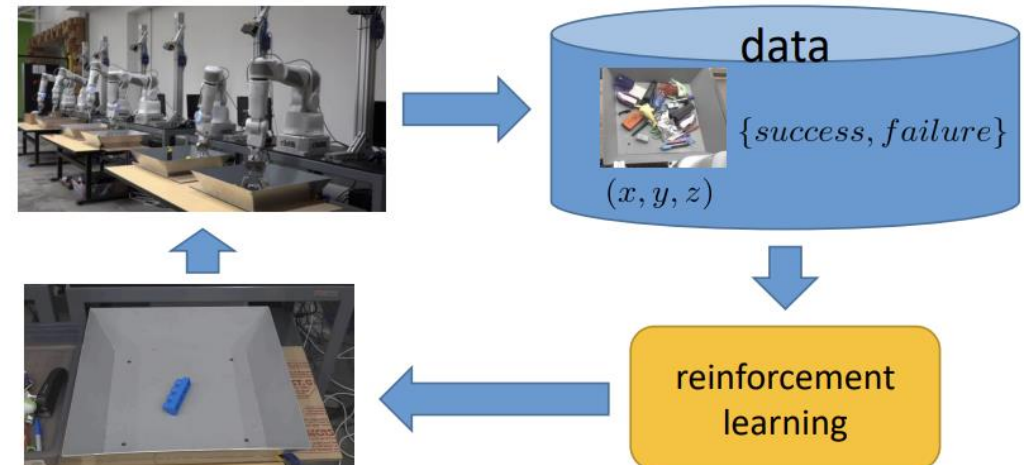 data
{success, failure}
(x, y, z)
reinforcement
learning